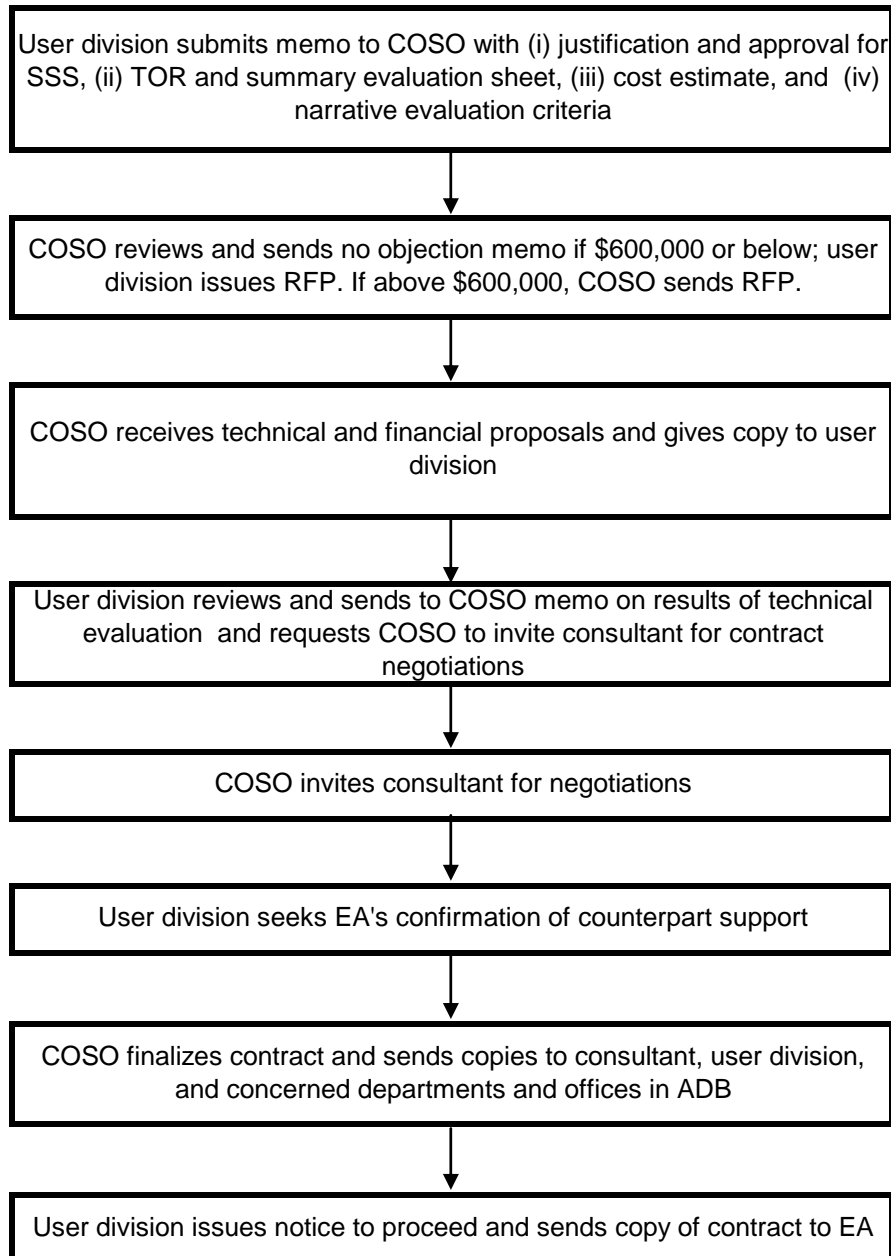 User division submits memo to COSO with (i) justification and approval for
SSS, (ii) TOR and summary evaluation sheet, (iii) cost estimate, and  (iv)
narrative evaluation criteria
COSO reviews and sends no objection memo if $600,000 or below; user
division issues RFP. If above $600,000, COSO sends RFP.
COSO receives technical and financial proposals and gives copy to user
division
User division reviews and sends to COSO memo on results of technical
evaluation  and requests COSO to invite consultant for contract
negotiations
COSO invites consultant for negotiations
User division seeks EA's confirmation of counterpart support
COSO finalizes contract and sends copies to consultant, user division,
and concerned departments and offices in ADB
User division issues notice to proceed and sends copy of contract to EA